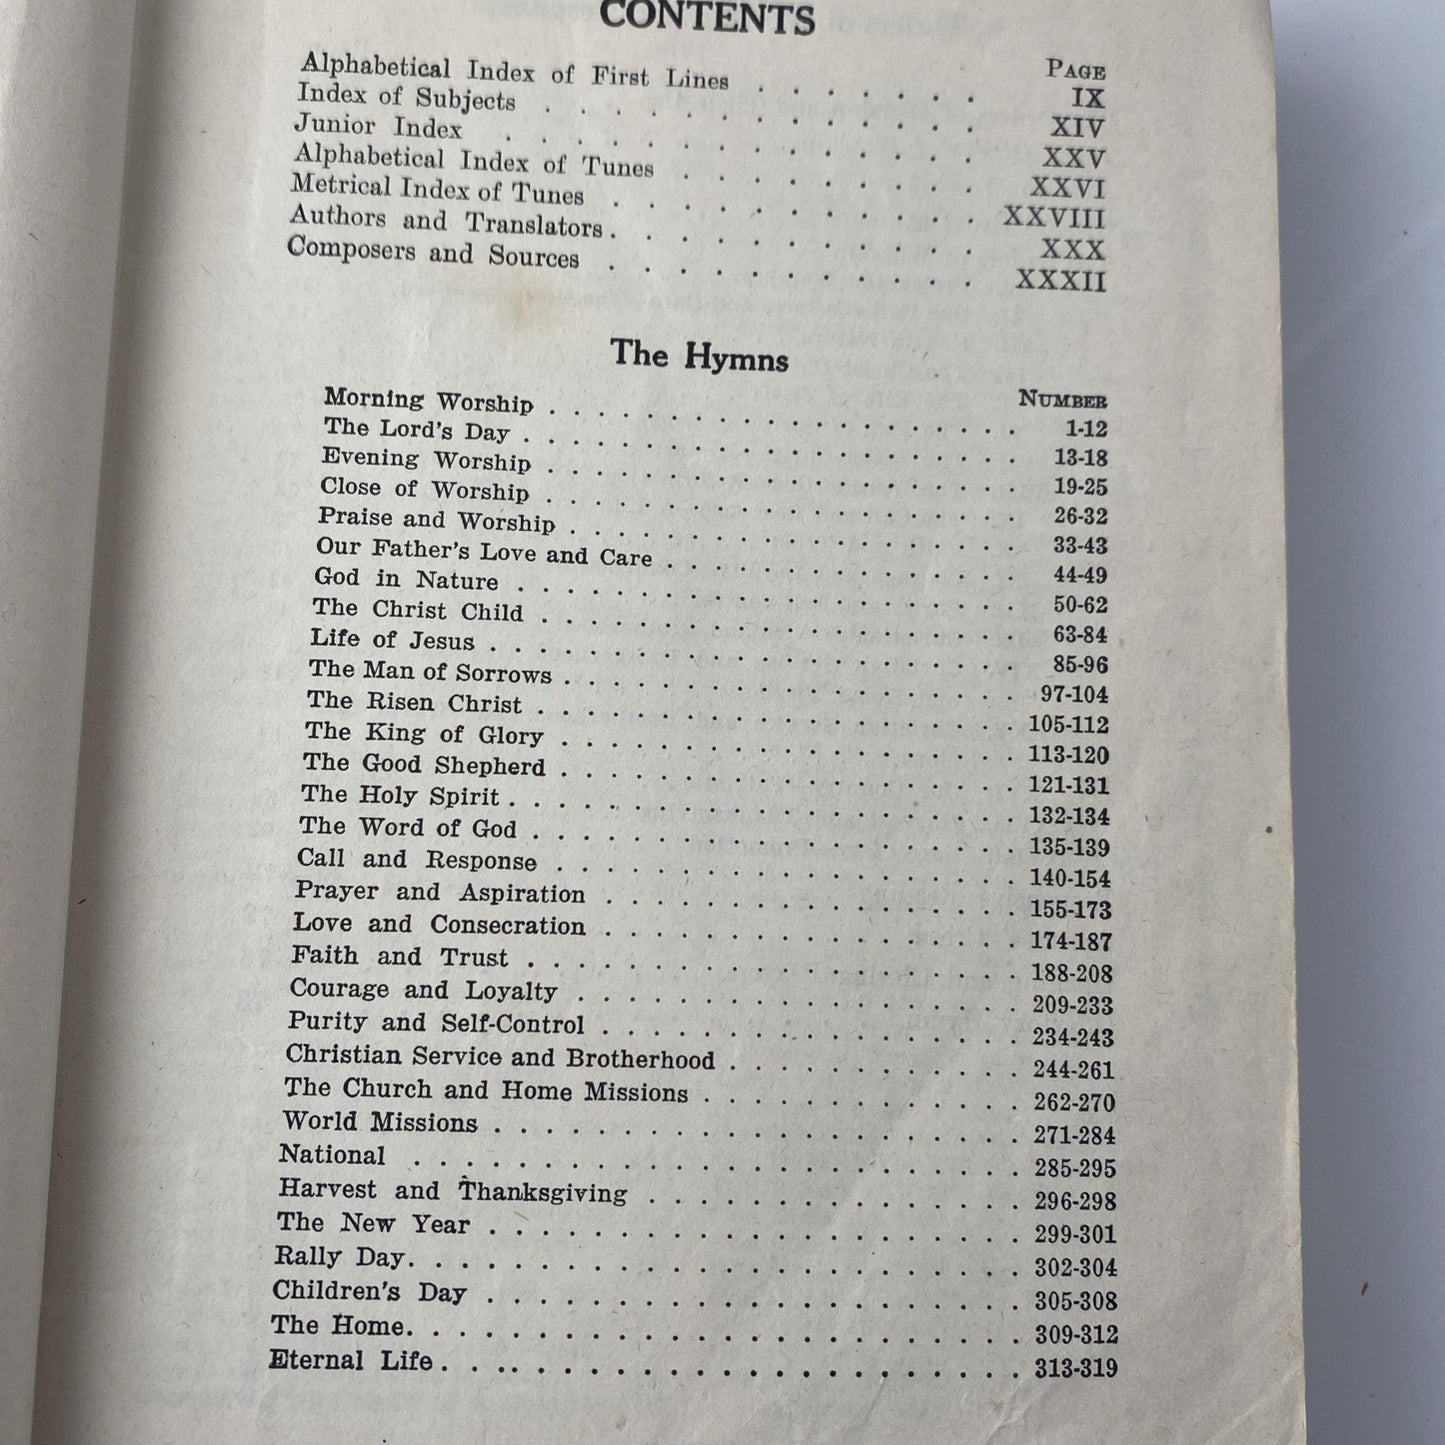 CONTENTS
PAGE
Alphabetical Index of First Lines . . . . . . . IX
Index of Subjects . . . . . . . . . . . . . . XIV
Junior Index . . . . . . . . . . . . . . . XXV
Alphabetical Index of Tunes . . . . . . . . . XXVI
Metrical Index of Tunes . . . . . . . . . . . XXVIII
Authors and Translators . . . . . . . . . . . XXX
Composers and Sources . . . . . . . . . . . XXXII
The Hymns
NUMBER
Morning Worship . . . . . . . . . . . . . . 1-12
The Lord's Day . . . . . . . . . . . . . . 13-18
Evening Worship . . . . . . . . . . . . . . 19-25
Close of Worship . . . . . . . . . . . . . . 26-32
Praise and Worship . . . . . . . . . . . . . . 33-43
Our Father's Love and Care . . . . . . . . . . . 44-49
God in Nature . . . . . . . . . . . . . . 50-62
The Christ Child . . . . . . . . . . . . . . 63-84
Life of Jesus . . . . . . . . . . . . . . 85-96
The Man of Sorrows . . . . . . . . . . . . . . 97-104
The Risen Christ . . . . . . . . . . . . . . 105-112
The King of Glory . . . . . . . . . . . . . . 113-120
The Good Shepherd . . . . . . . . . . . . . . 121-131
The Holy Spirit . . . . . . . . . . . . . . 132-134
The Word of God . . . . . . . . . . . . . . 135-139
Call and Response . . . . . . . . . . . . . . 140-154
Prayer and Aspiration . . . . . . . . . . . . . . 155-173
Love and Consecration . . . . . . . . . . . . . . 174-187
Faith and Trust . . . . . . . . . . . . . . 188-208
Courage and Loyalty . . . . . . . . . . . . . . 209-233
Purity and Self-Control . . . . . . . . . . . . . . 234-243
Christian Service and Brotherhood . . . . . . . . . . . 244-261
The Church and Home Missions . . . . . . . . . . . . 262-270
World Missions . . . . . . . . . . . . . . 271-284
National . . . . . . . . . . . . . . 285-295
Harvest and Thanksgiving . . . . . . . . . . . . . . 296-298
The New Year . . . . . . . . . . . . . . 299-301
Rally Day . . . . . . . . . . . . . . 302-304
Children's Day . . . . . . . . . . . . . . 305-308
The Home . . . . . . . . . . . . . . 309-312
Eternal Life . . . . . . . . . . . . . . 313-319